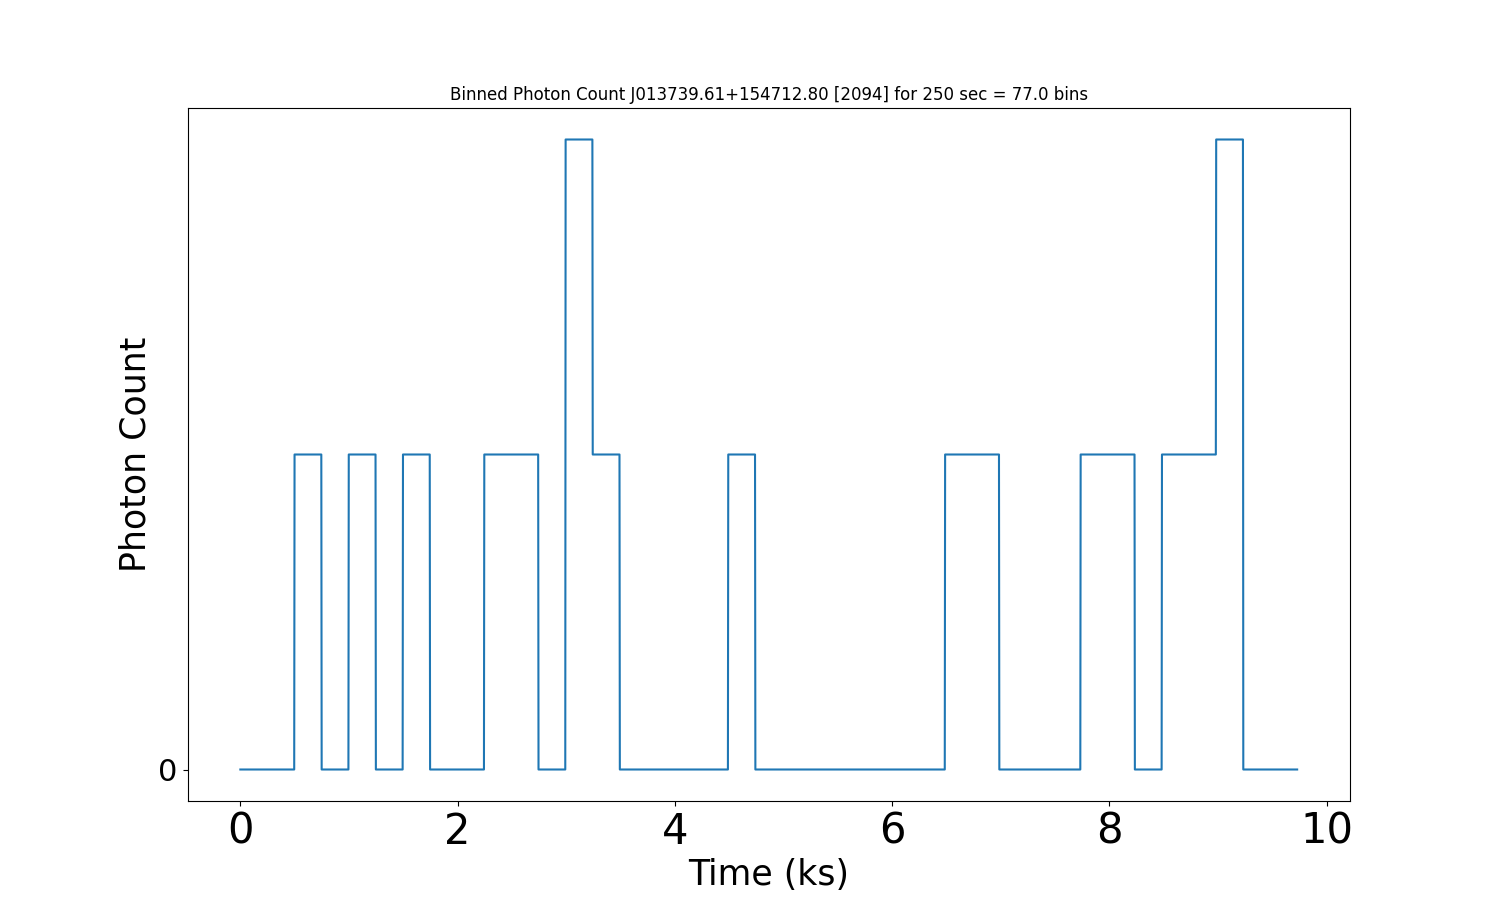 Binned Photon Count J013739.61+154712.80 [2094] for 250 sec = 77.0 bins
Photon Count
0
0 2 4 6 8 10
Time (ks)